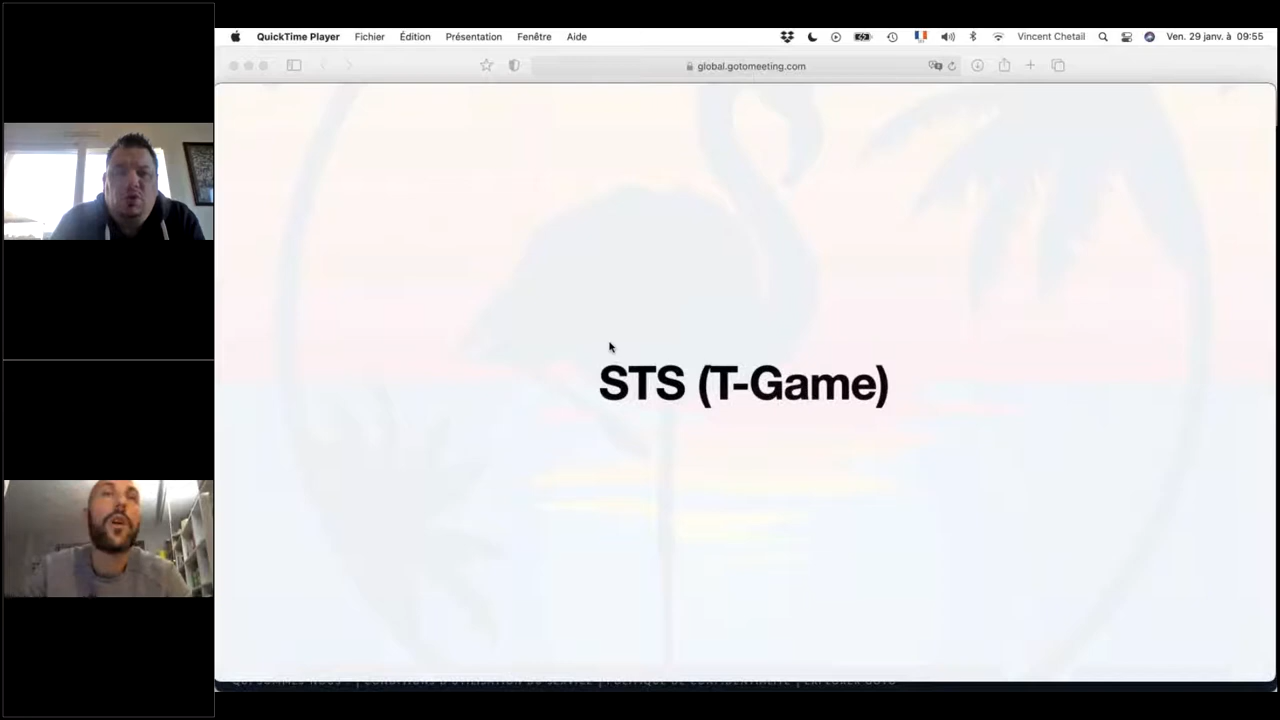 QuickTime Player Fichier Édition Présentation Fenêtre Aide Vincent Chetail Ven. 29 janv. à 09:55
global.gotomeeting.com
STS (T-Game)